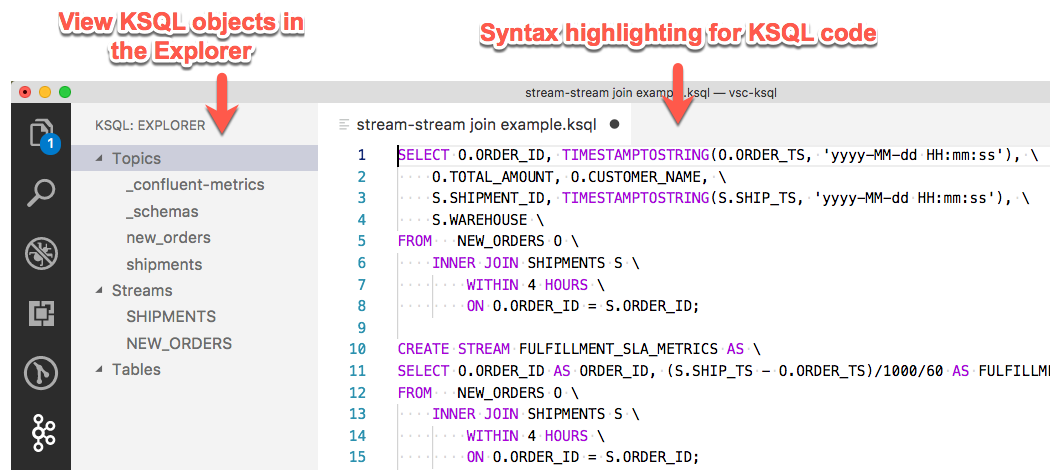 View KSQL objects in
the Explorer
Syntax highlighting for KSQL code
stream-stream join example.ksql — vsc-ksql
1
KSQL: EXPLORER
Topics
_confluent-metrics
_schemas
new_orders
shipments
Streams
SHIPMENTS
NEW_ORDERS
Tables
stream-stream join example.ksql
1 SELECT O.ORDER_ID, TIMESTAMPTOSTRING(O.ORDER_TS, 'yyyy-MM-dd HH:mm:ss'), \
2 O.TOTAL_AMOUNT, O.CUSTOMER_NAME, \
3 S.SHIPMENT_ID, TIMESTAMPTOSTRING(S.SHIP_TS, 'yyyy-MM-dd HH:mm:ss'), \
4 S.WAREHOUSE \
5 FROM NEW_ORDERS O \
6 INNER JOIN SHIPMENTS S \
7 WITHIN 4 HOURS \
8 ON O.ORDER_ID = S.ORDER_ID;
9
10 CREATE STREAM FULFILLMENT_SLA_METRICS AS \
11 SELECT O.ORDER_ID AS ORDER_ID, (S.SHIP_TS - O.ORDER_TS)/1000/60 AS FULFILLM
12 FROM NEW_ORDERS O \
13 INNER JOIN SHIPMENTS S \
14 WITHIN 4 HOURS \
15 ON O.ORDER_ID = S.ORDER_ID;